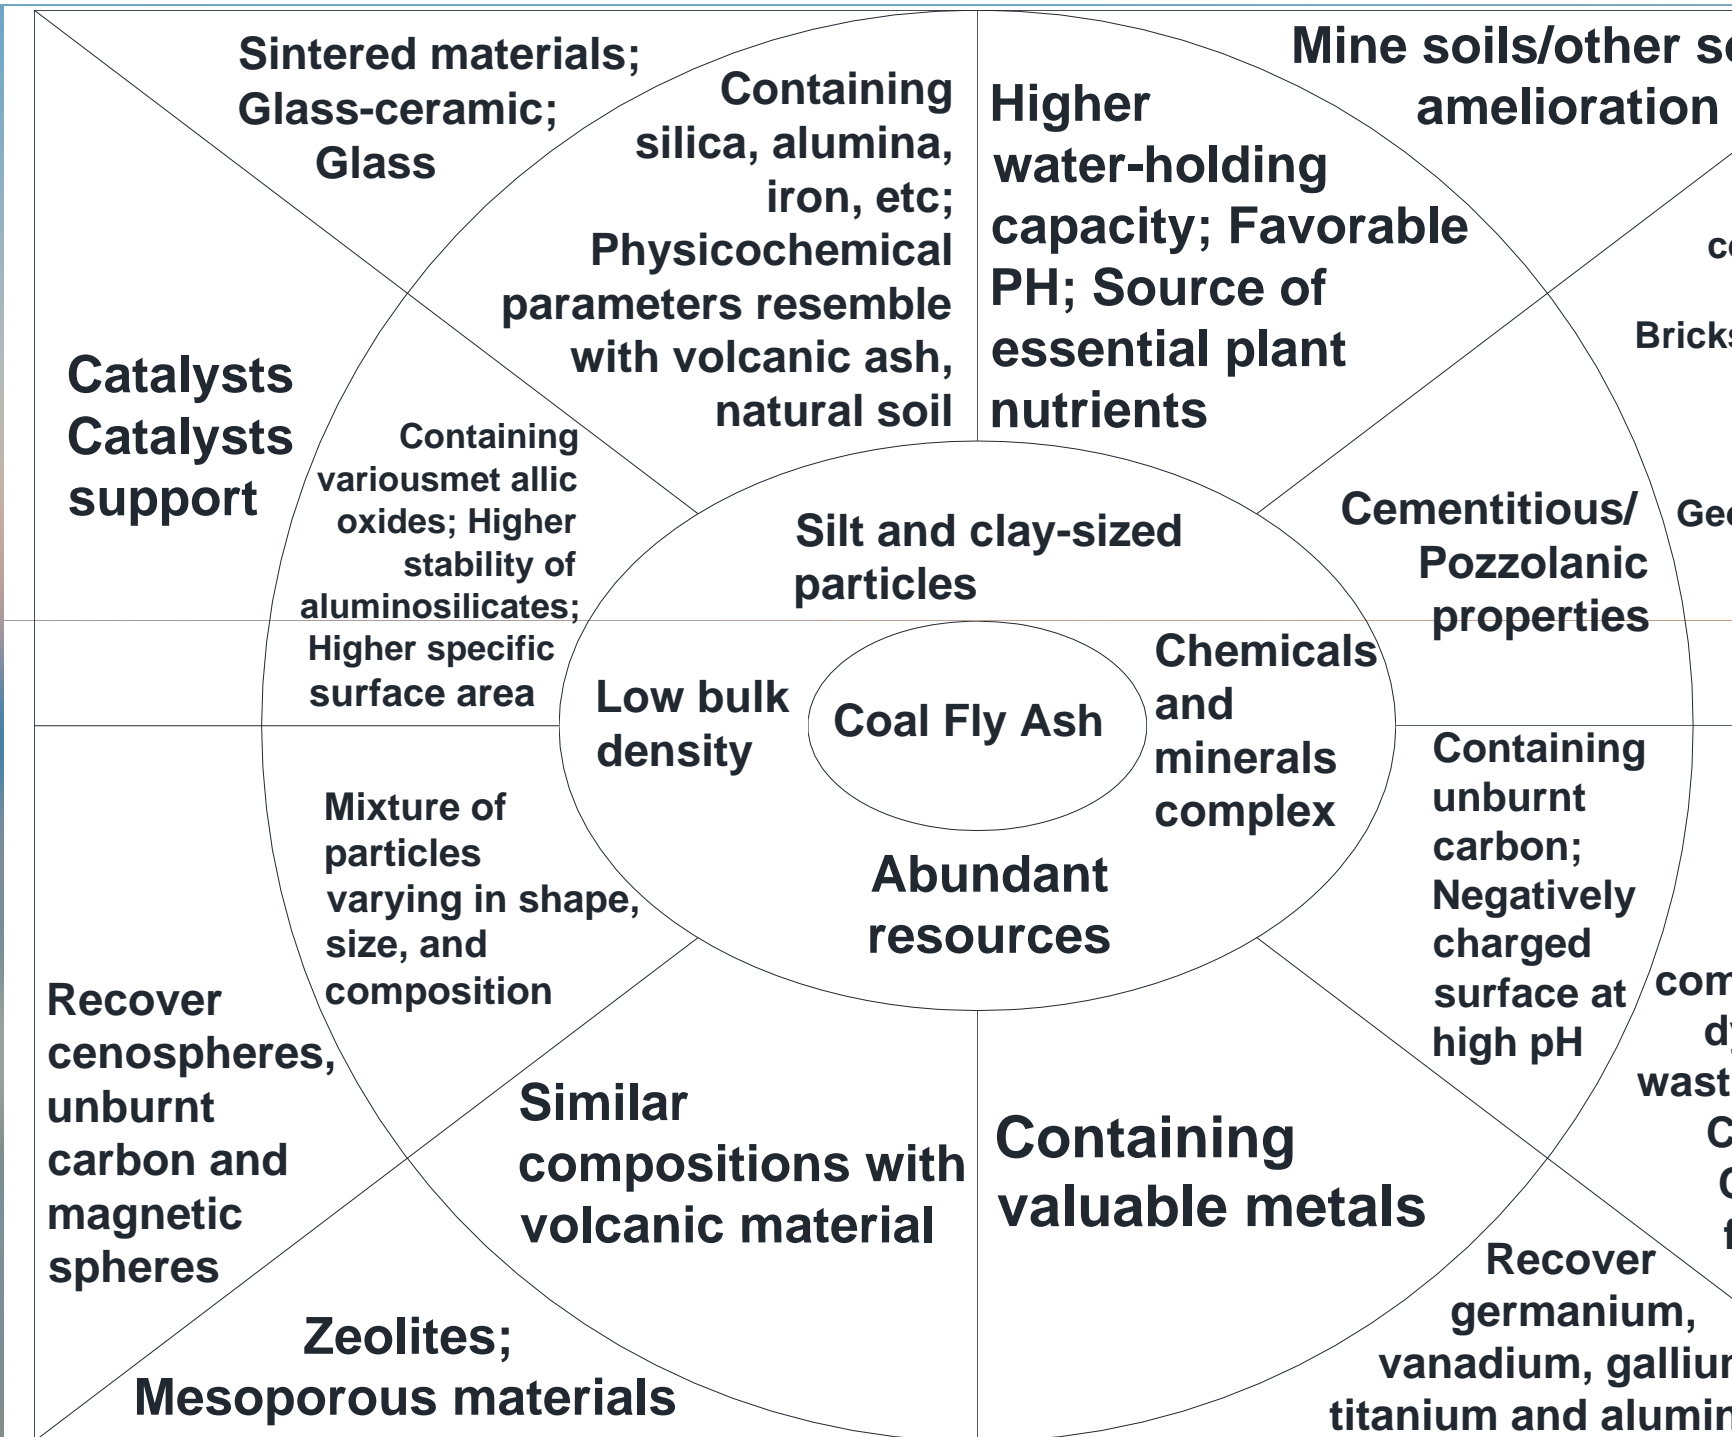 Sintered materials;
Glass-ceramic;
Glass
Containing
silica, alumina,
iron, etc;
Physicochemical
parameters resemble
with volcanic ash,
natural soil
Higher
water-holding
capacity; Favorable
PH; Source of
essential plant
nutrients
Mine soils/other
amelioration
Bricks
Catalysts
Catalysts
support
Containing
variousmet allic
oxides; Higher
stability of
aluminosilicates;
Higher specific
surface area
Silt and clay-sized
particles
Cementitious/
Pozzolanic
properties
Low bulk
density
Coal Fly Ash
Chemicals
and
minerals
complex
Abundant
resources
Containing
unburnt
carbon;
Negatively
charged
surface at
high pH
Mixture of
particles
varying in shape,
size, and
composition
Recover
cenospheres,
unburnt
carbon and
magnetic
spheres
Similar
compositions with
volcanic material
Containing
valuable metals
Zeolites;
Mesoporous materials
Recover
germanium,
vanadium,
titanium and